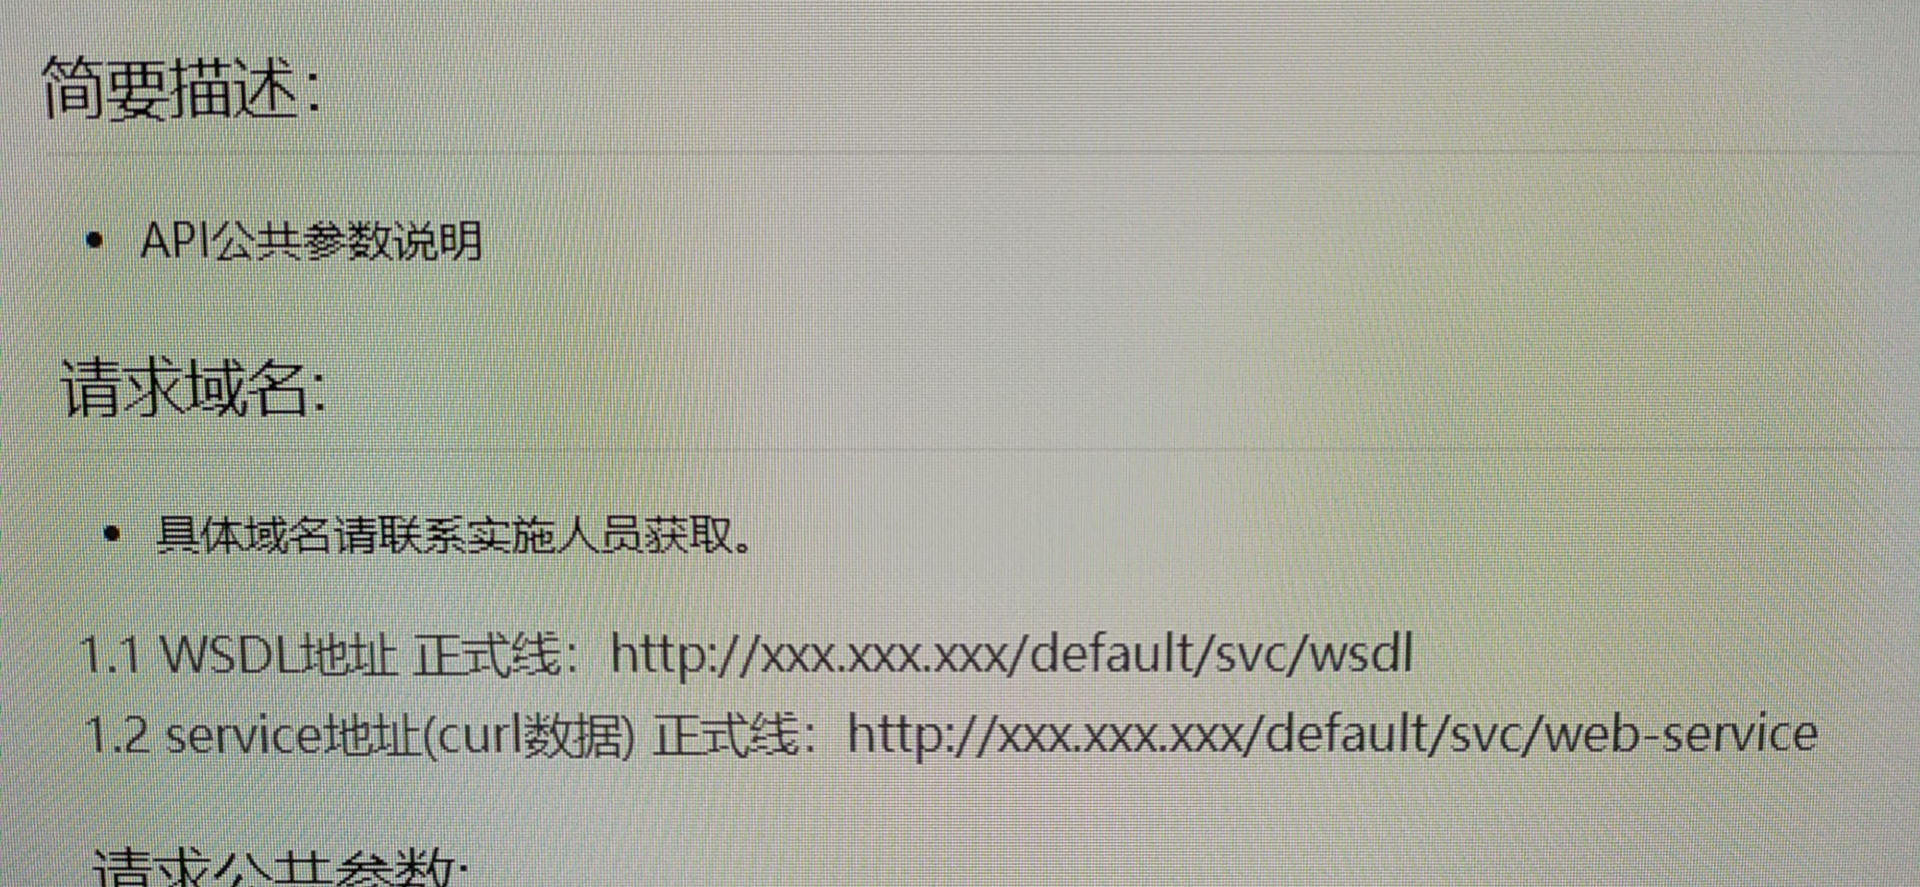 简要描述：
• API公共参数说明
请求域名:
• 具体域名请联系实施人员获取。
1.1 WSDL地址 正式线：http://xxx.xxx.xxx/default/svc/wsdl
1.2 service地址(curl数据) 正式线：http://xxx.xxx.xxx/default/svc/web-service
请求公共参数: